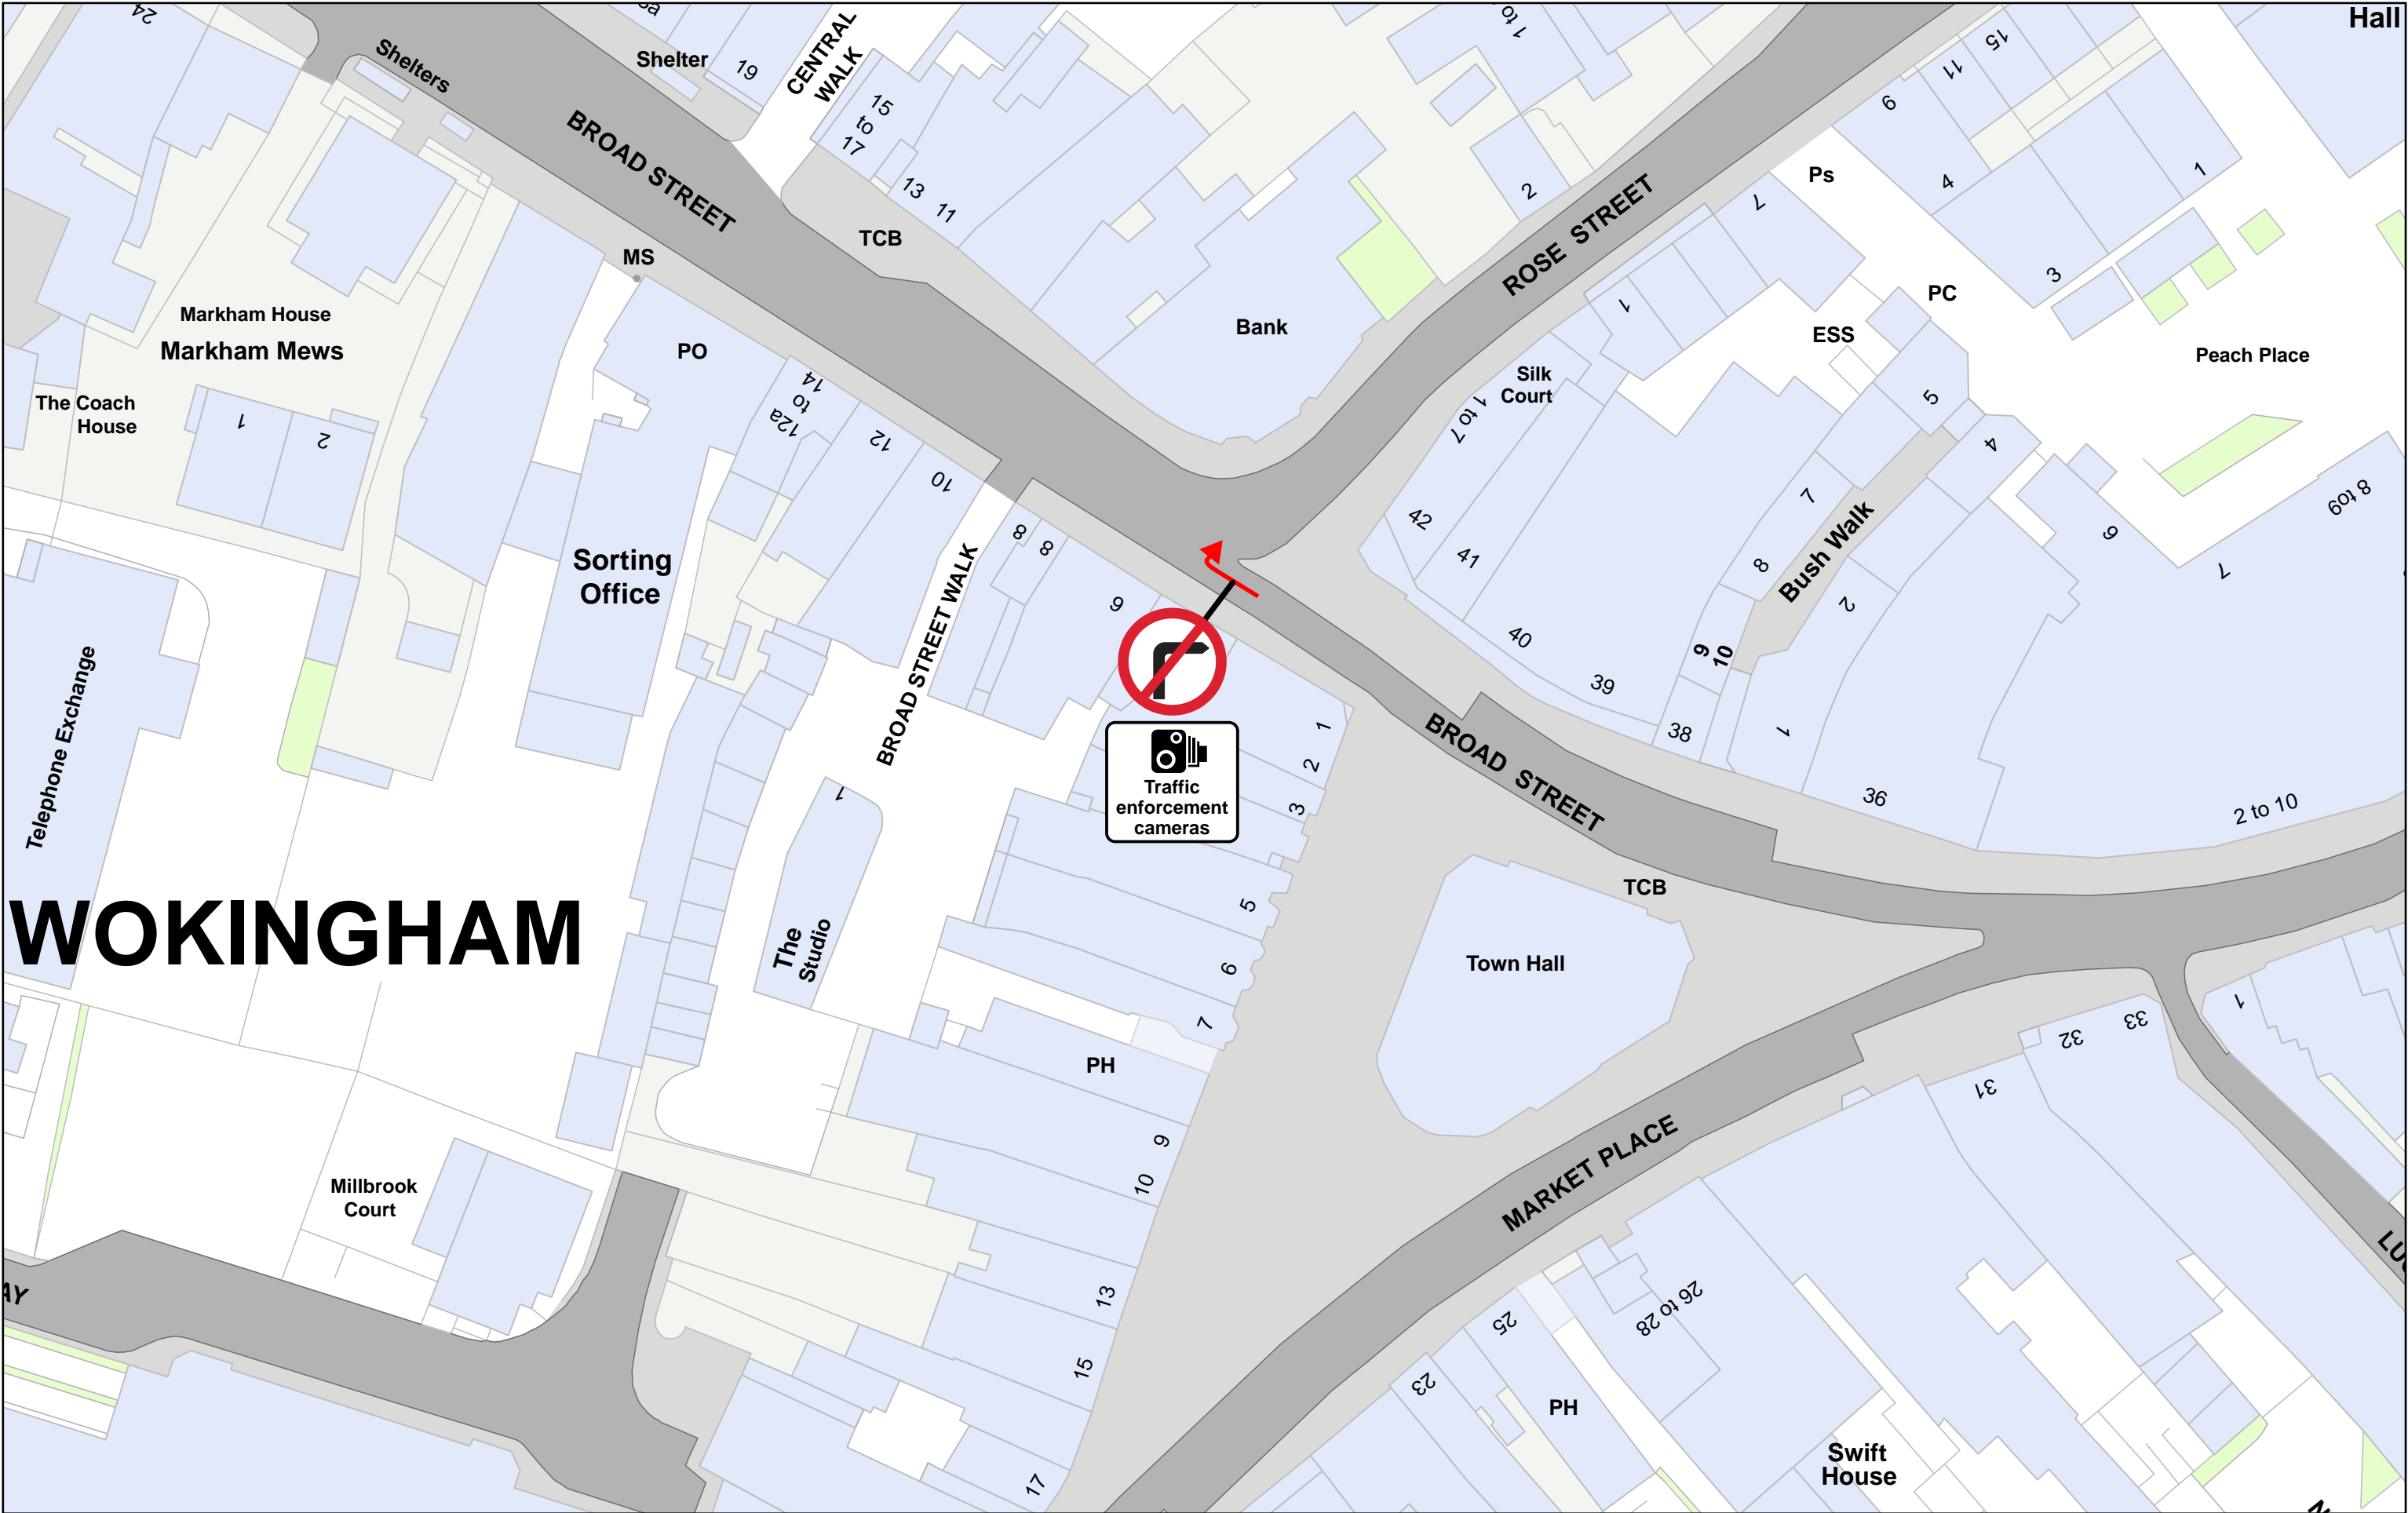 24
Shelters
Shelter
19
CENTRAL
WALK
15
to
17
13
11
1 to
15
11
9
Hall
BROAD STREET
TCB
MS
2
ROSE STREET
7
Ps
4
1
3
PC
ESS
Peach Place
Markham House
Markham Mews
PO
Bank
1
Silk
Court
1 to 7
The Coach
House
1
2
14
to
12a
12
10
5
4
42
41
7
8 to9
6
7
8
8
8
Sorting
Office
Bush Walk
2
6
40
9
10
39
38
1
36
2 to 10
Telephone Exchange
BROAD STREET WALK
1
2
3
BROAD STREET
Traffic
enforcement
cameras
1
WOKINGHAM
The
Studio
5
6
7
TCB
Town Hall
1
33
32
31
PH
9
10
MARKET PLACE
Millbrook
Court
13
15
17
26 to 28
25
23
PH
Swift
House